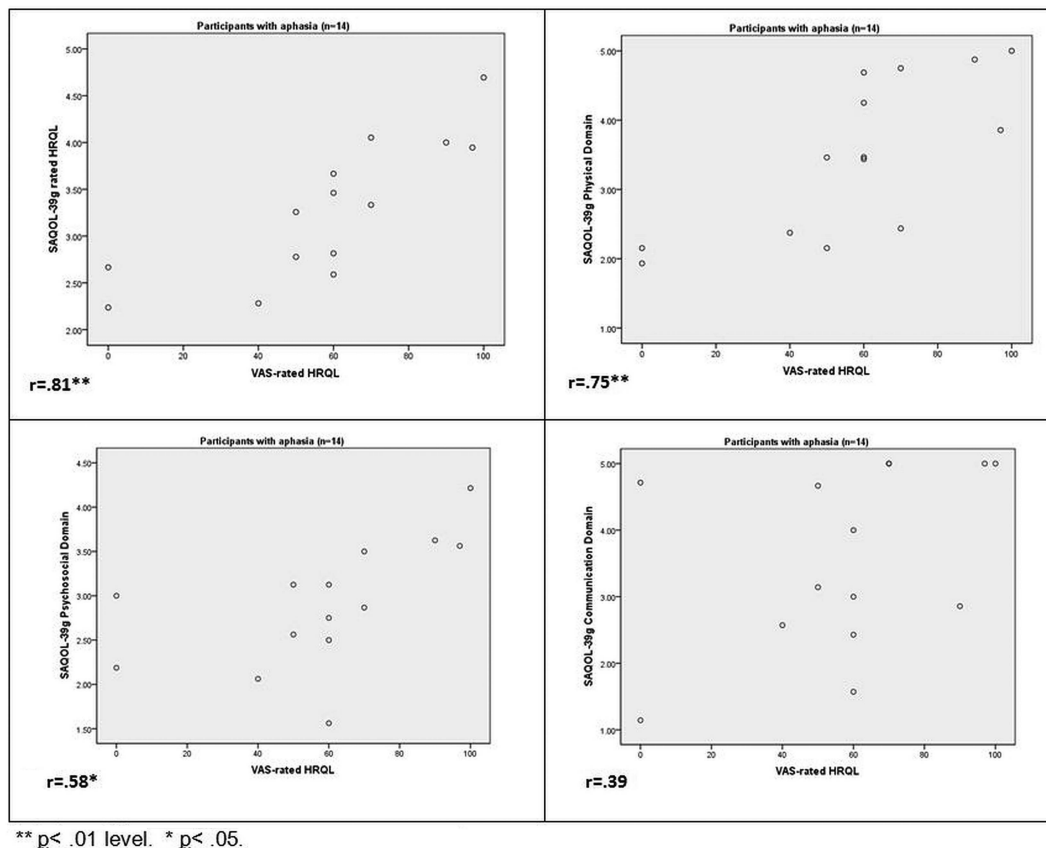 Participants with aphasia (n=14)
SAQOL-39g rated HRQL
5.00
4.50
4.00
3.50
3.00
2.50
2.00
0 20 40 60 80 100
VAS-rated HRQL
r=.81**
Participants with aphasia (n=14)
SAQOL-39g Physical Domain
5.00
4.00
3.00
2.00
1.00
0 20 40 60 80 100
VAS-rated HRQL
r=.75**
Participants with aphasia (n=14)
SAQOL-39g Psychosocial Domain
4.50
4.00
3.50
3.00
2.50
2.00
1.50
0 20 40 60 80 100
VAS-rated HRQL
r=.58*
Participants with aphasia (n=14)
SAQOL-39g Communication Domain
5.00
4.00
3.00
2.00
1.00
0 20 40 60 80 100
VAS-rated HRQL
r=.39
** p< .01 level. * p< .05.